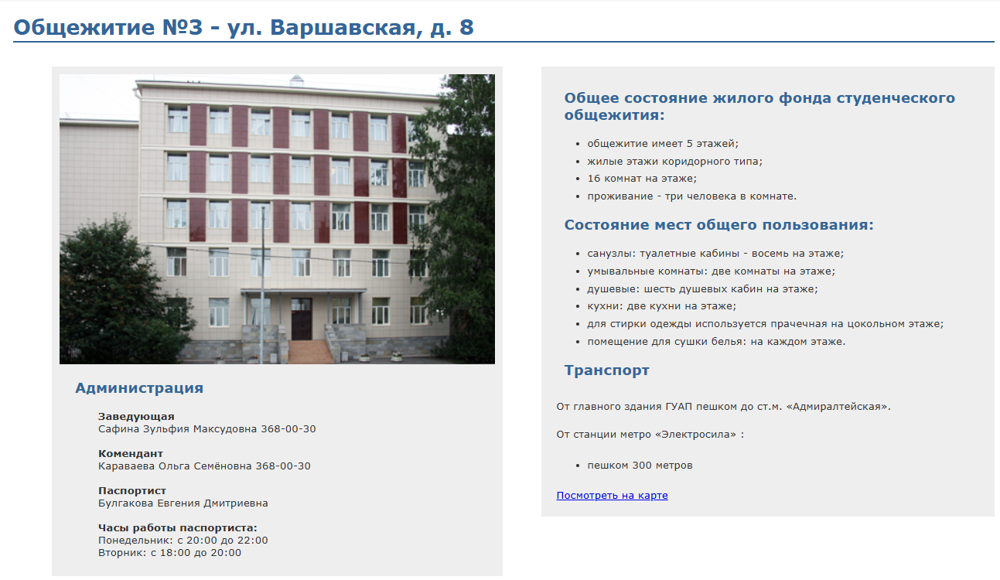 Общежитие №3 - ул. Варшавская, д. 8
Администрация
Заведующая
Сафина Зульфия Максудовна 368-00-30
Комендант
Караваева Ольга Семёновна 368-00-30
Паспортист
Булгакова Евгения Дмитриевна
Часы работы паспортиста:
Понедельник: с 20:00 до 22:00
Вторник: с 18:00 до 20:00
Общее состояние жилого фонда студенческого
общежития:
общежитие имеет 5 этажей;
жилые этажи коридорного типа;
16 комнат на этаже;
проживание - три человека в комнате.
Состояние мест общего пользования:
санузлы: туалетные кабины - восемь на этаже;
умывальные комнаты: две комнаты на этаже;
душевые: шесть душевых кабин на этаже;
кухни: две кухни на этаже;
для стирки одежды используется прачечная на цокольном этаже;
помещение для сушки белья: на каждом этаже.
Транспорт
От главного здания ГУАП пешком до ст.м. «Адмиралтейская».
От станции метро «Электросила» :
пешком 300 метров
Посмотреть на карте